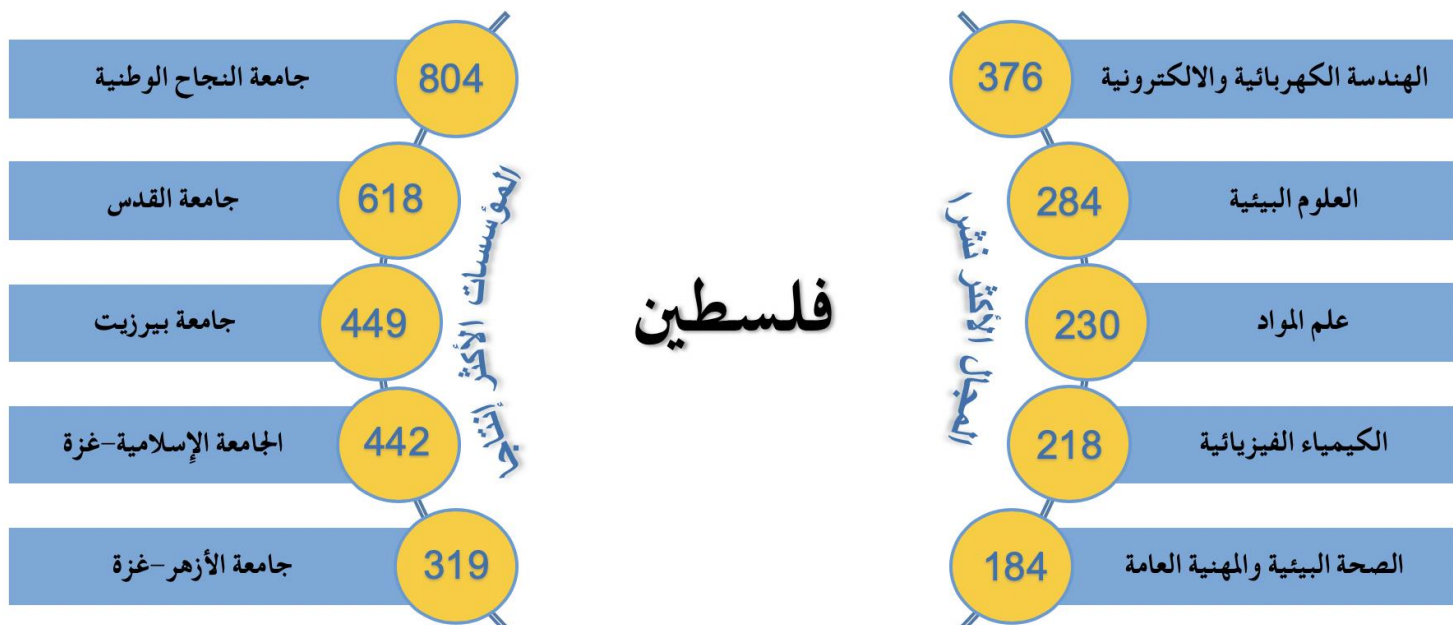 فلسطين
المجال الأكثر نشرا
376
الهندسة الكهربائية والالكترونية
284
العلوم البيئية
230
علم المواد
218
الكيمياء الفيزيائية
184
الصحة البيئية والمهنية العامة
المؤسسات الأكثر أنتاجا
804
جامعة النجاح الوطنية
618
جامعة القدس
449
جامعة بيرزيت
442
الجامعة الإسلامية-غزة
319
جامعة الأزهر-غزة